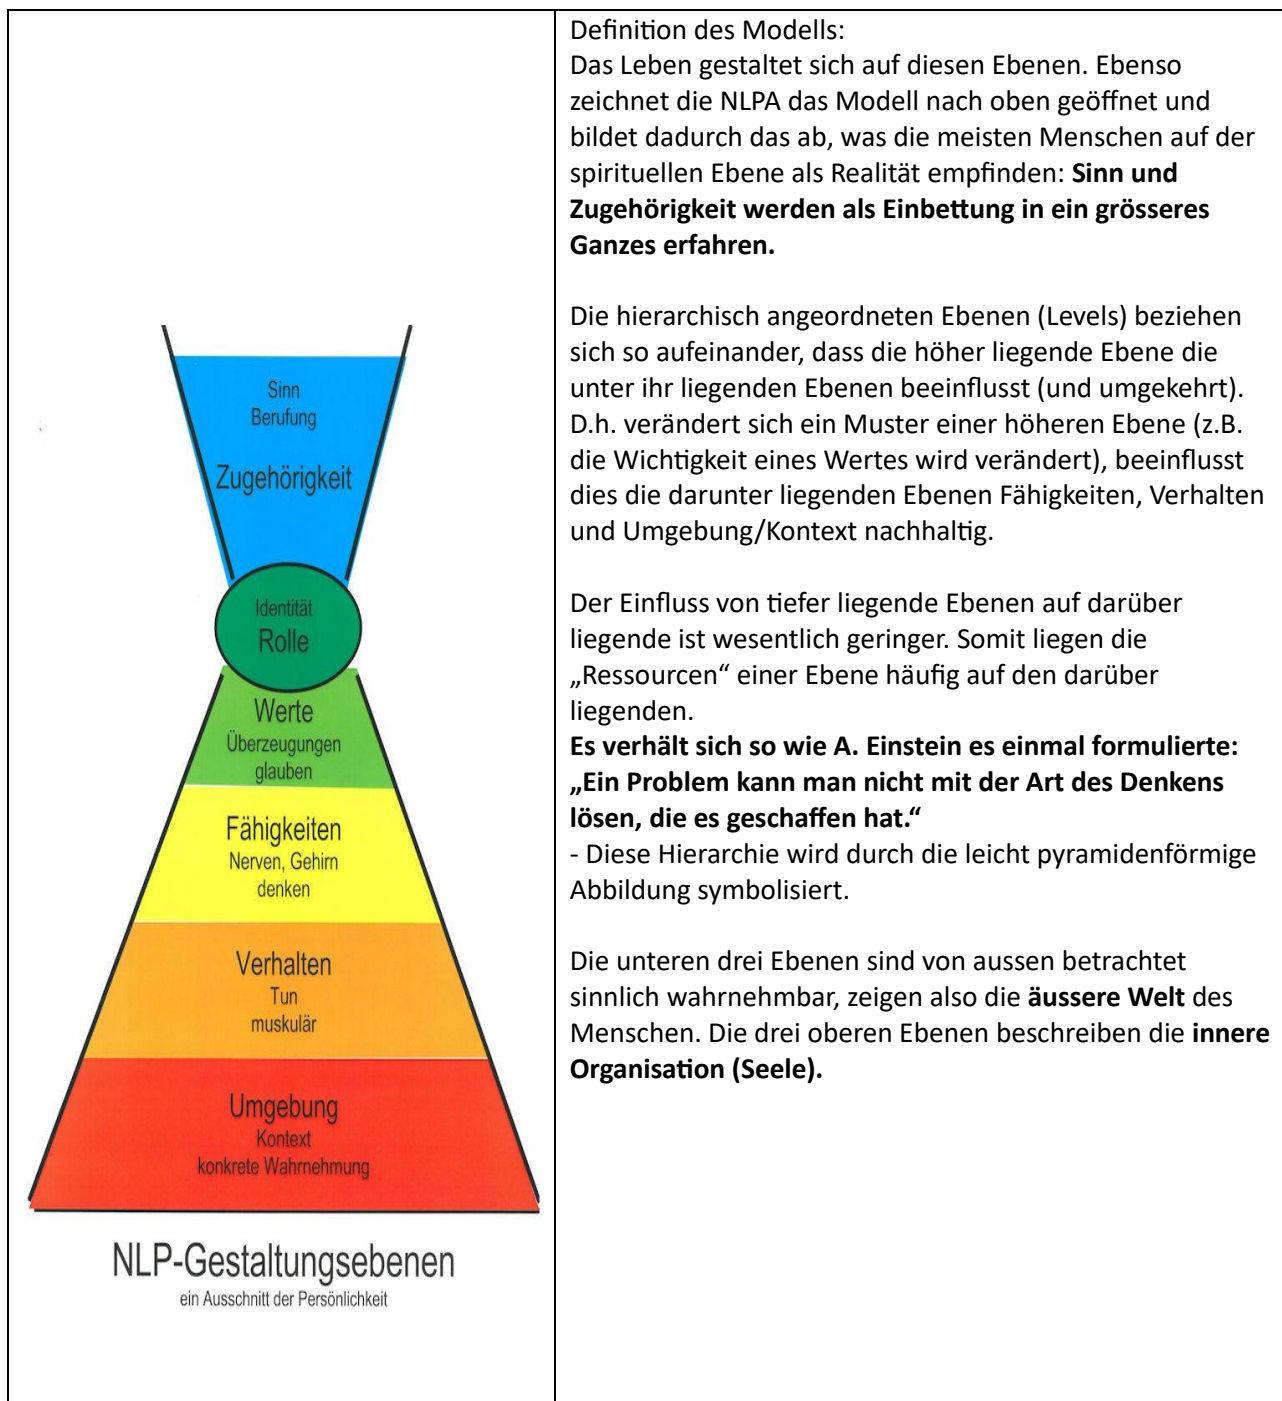 Sinn
Berufung
Zugehörigkeit
Identität
Rolle
Werte
Überzeugungen
glauben
Fähigkeiten
Nerven, Gehirn
denken
Verhalten
Tun
muskulär
Umgebung
Kontext
konkrete Wahrnehmung
NLP-Gestaltungsebenen
ein Ausschnitt der Persönlichkeit
Definition des Modells:
Das Leben gestaltet sich auf diesen Ebenen. Ebenso
zeichnet die NLPA das Modell nach oben geöffnet und
bildet dadurch das ab, was die meisten Menschen auf der
spirituellen Ebene als Realität empfinden: Sinn und
Zugehörigkeit werden als Einbettung in ein grösseres
Ganzes erfahren.
Die hierarchisch angeordneten Ebenen (Levels) beziehen
sich so aufeinander, dass die höher liegende Ebene die
unter ihr liegenden Ebenen beeinflusst (und umgekehrt).
D.h. verändert sich ein Muster einer höheren Ebene (z.B.
die Wichtigkeit eines Wertes wird verändert), beeinflusst
dies die darunter liegenden Ebenen Fähigkeiten, Verhalten
und Umgebung/Kontext nachhaltig.
Der Einfluss von tiefer liegende Ebenen auf darüber
liegende ist wesentlich geringer. Somit liegen die
„Ressourcen“ einer Ebene häufig auf den darüber
liegenden.
Es verhält sich so wie A. Einstein es einmal formulierte:
„Ein Problem kann man nicht mit der Art des Denkens
lösen, die es geschaffen hat.“
- Diese Hierarchie wird durch die leicht pyramidenförmige
Abbildung symbolisiert.
Die unteren drei Ebenen sind von aussen betrachtet
sinnlich wahrnehmbar, zeigen also die äussere Welt des
Menschen. Die drei oberen Ebenen beschreiben die innere
Organisation (Seele).